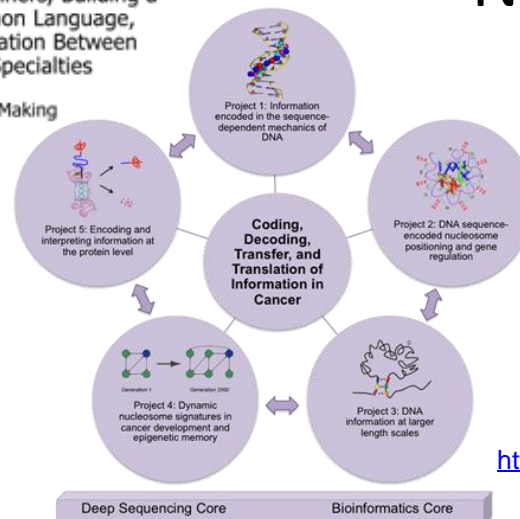 on Language,
ation Between
Specialties
Making
Project 1: Information
encoded in the sequence-
dependent mechanics of
DNA
Project 5: Encoding and
interpreting information at
the protein level
Coding,
Decoding,
Transfer, and
Translation of
Information in
Cancer
Project 2: DNA sequence-
encoded nucleosome
positioning and gene
regulation
Generation 1
Generation 2500
Project 4: Dynamic
nucleosome signatures in
cancer development and
epigenetic memory
Project 3: DNA
information at larger
length scales
ht
Deep Sequencing Core
Bioinformatics Core